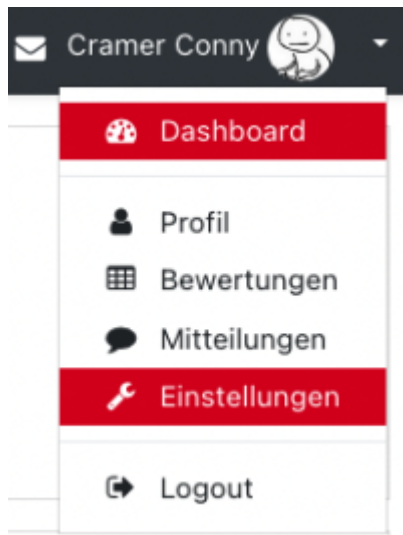 Cramer Conny
Dashboard
Profil
Bewertungen
Mitteilungen
Einstellungen
Logout